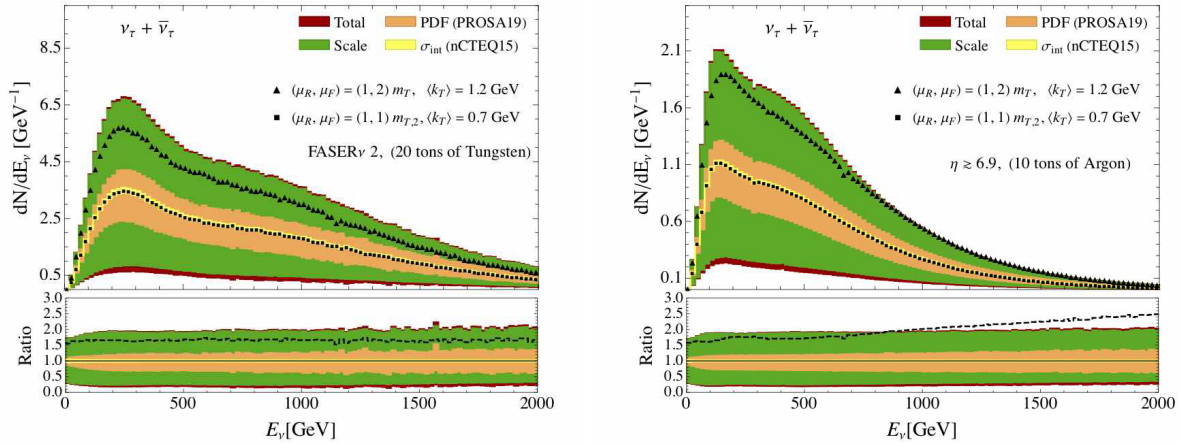 ν_τ + ν̄_τ
Total PDF (PROSA19)
Scale σ_int (nCTEQ15)
(μ_R, μ_F) = (1, 2) m_T, ⟨k_T⟩ = 1.2 GeV
(μ_R, μ_F) = (1, 1) m_{T,2}, ⟨k_T⟩ = 0.7 GeV
FASERν 2, (20 tons of Tungsten)
dN/dE_ν [GeV⁻¹]
8.5
6.5
4.5
2.5
0.5
Ratio
3.0
2.5
2.0
1.5
1.0
0.5
0.0
0 500 1000 1500 2000
E_ν[GeV]
ν_τ + ν̄_τ
Total PDF (PROSA19)
Scale σ_int (nCTEQ15)
(μ_R, μ_F) = (1, 2) m_T, ⟨k_T⟩ = 1.2 GeV
(μ_R, μ_F) = (1, 1) m_{T,2}, ⟨k_T⟩ = 0.7 GeV
η ≳ 6.9, (10 tons of Argon)
dN/dE_ν [GeV⁻¹]
2.1
1.6
1.1
0.6
0.1
Ratio
3.0
2.5
2.0
1.5
1.0
0.5
0.0
0 500 1000 1500 2000
E_ν[GeV]